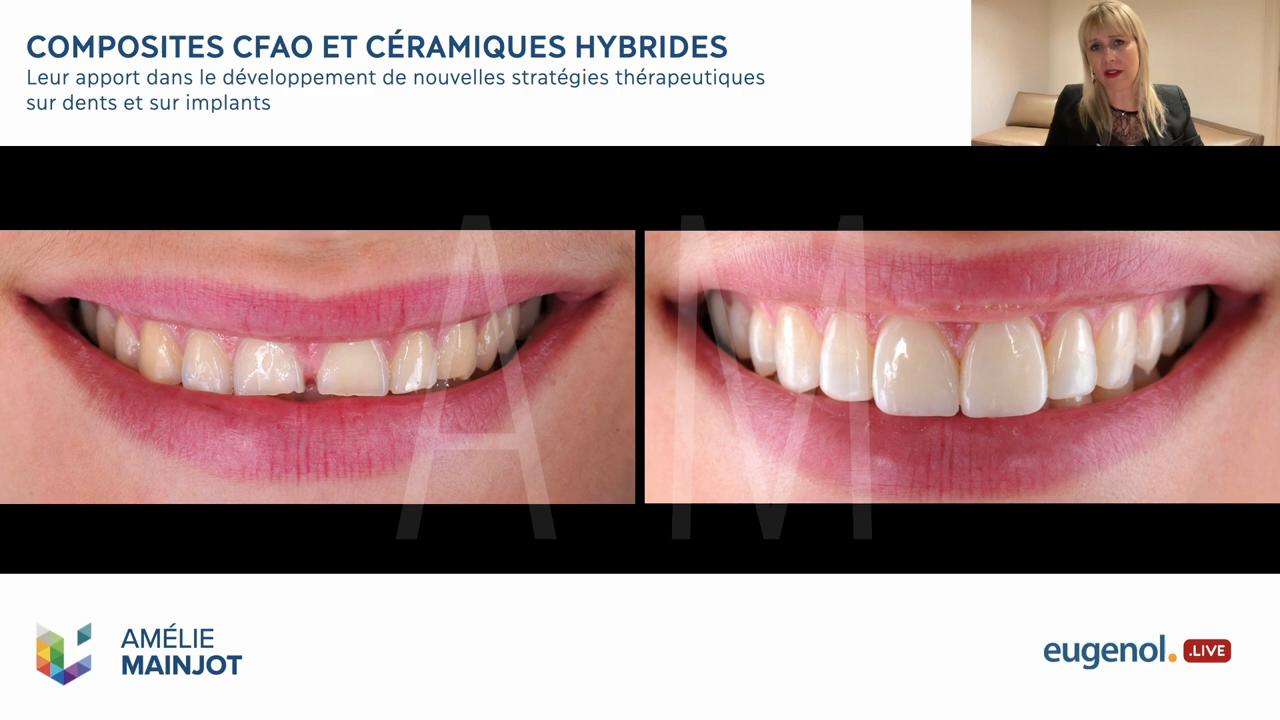 COMPOSITES CFAO ET CÉRAMIQUES HYBRIDES
Leur apport dans le développement de nouvelles stratégies thérapeutiques
sur dents et sur implants
A M
AMÉLIE
MAINJOT
eugenol. .LIVE